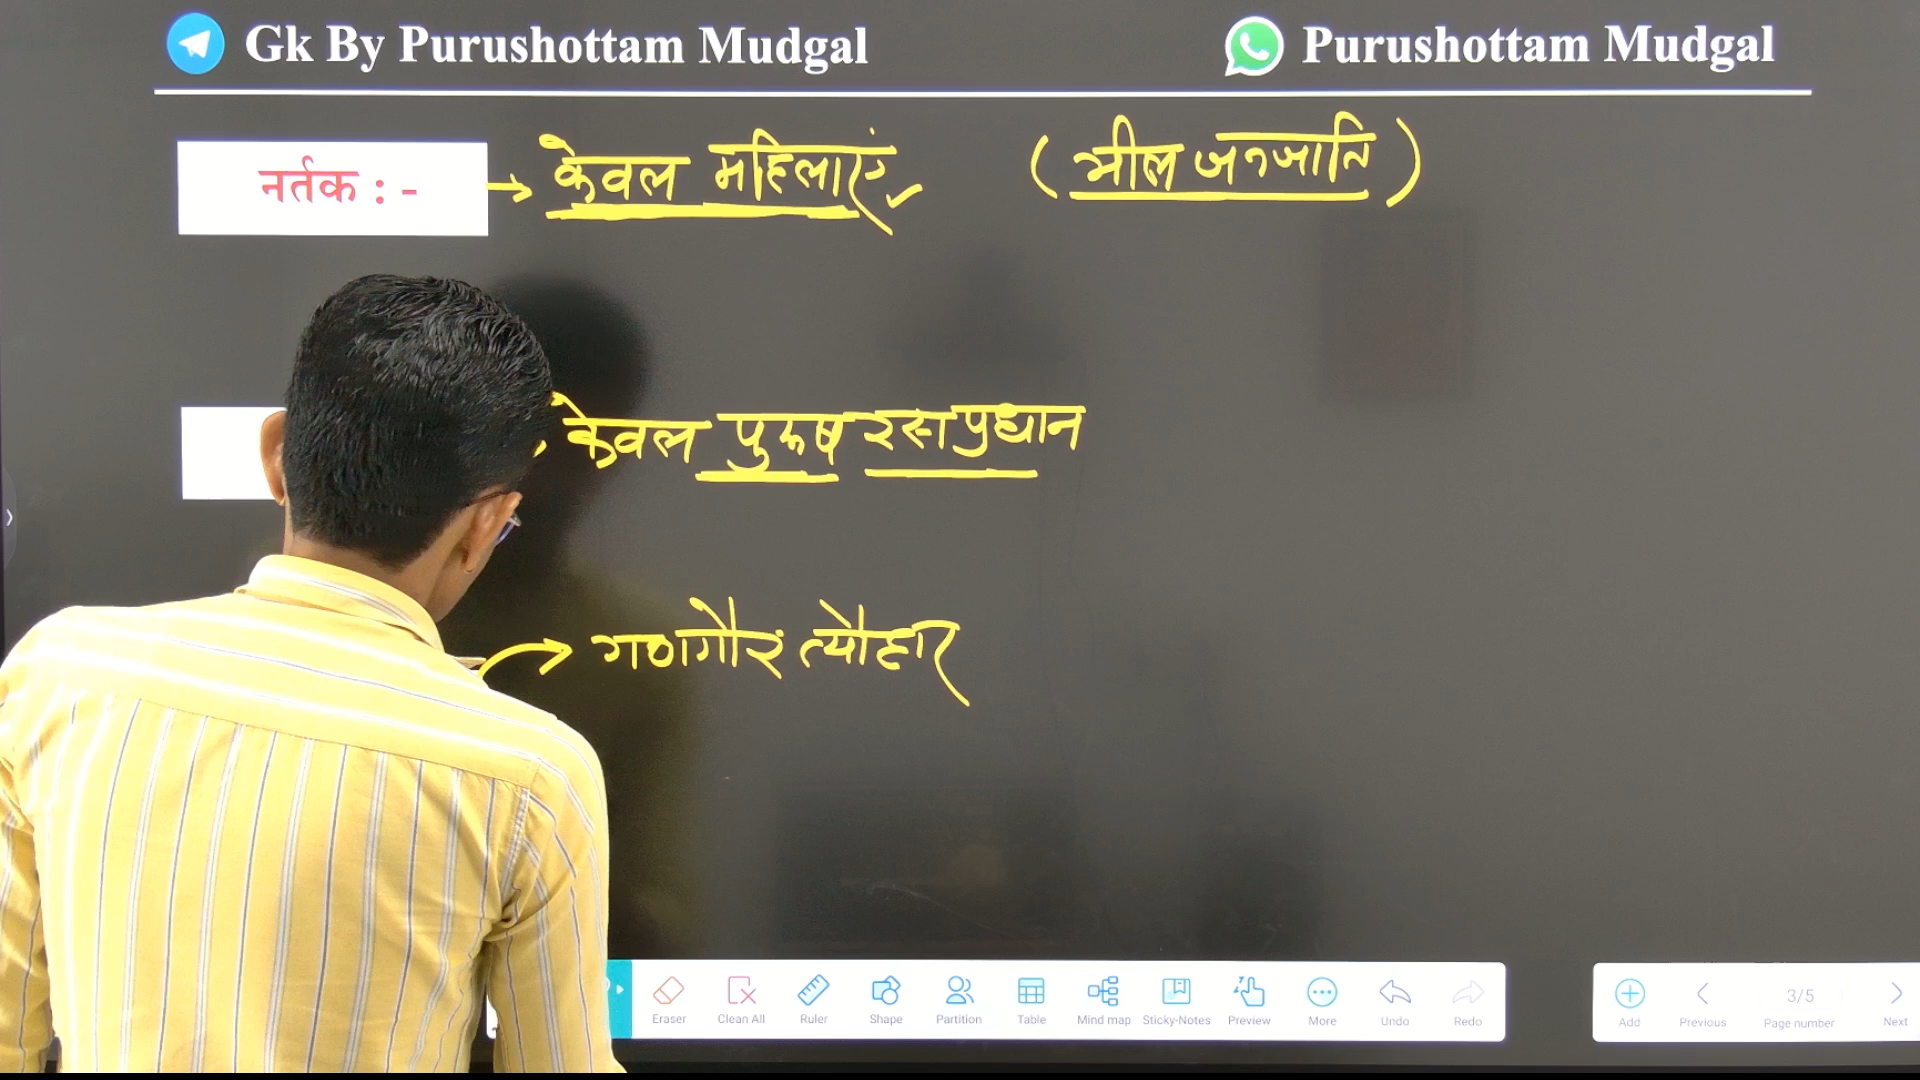 Gk By Purushottam Mudgal
Purushottam Mudgal
नर्तक : - → केवल महिलाएं ✓ (भील जनजाति)
केवल पुरूष रसप्रधान
→ गणगौर त्यौहार
Eraser Clean All Ruler Shape Partition Table Mind map Sticky-Notes Preview More Undo Redo
Add Previous 3/5 Page number Next